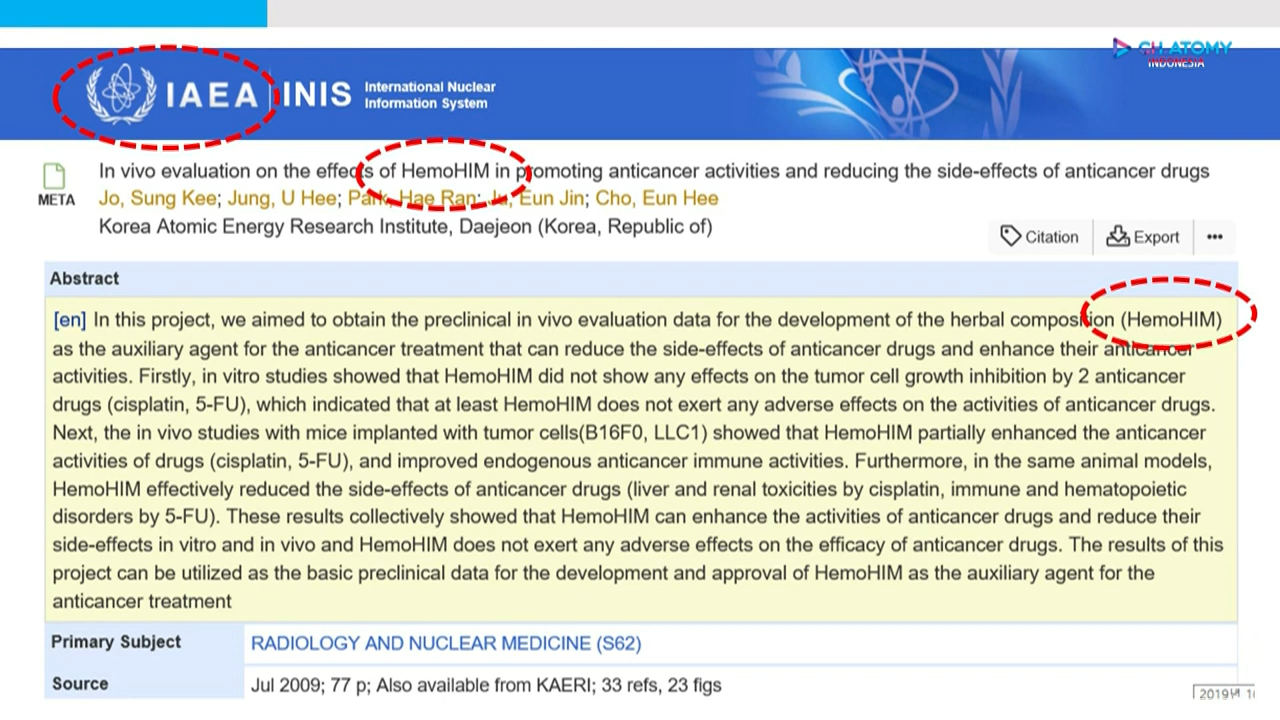 CH.ATOMY
INDONESIA
IAEA INIS International Nuclear
Information System
In vivo evaluation on the effects of HemoHIM in promoting anticancer activities and reducing the side-effects of anticancer drugs
META
Jo, Sung Kee; Jung, U Hee; Park, Hae Ran; Ju, Eun Jin; Cho, Eun Hee
Korea Atomic Energy Research Institute, Daejeon (Korea, Republic of)
Citation Export •••
Abstract
[en] In this project, we aimed to obtain the preclinical in vivo evaluation data for the development of the herbal composition (HemoHIM)
as the auxiliary agent for the anticancer treatment that can reduce the side-effects of anticancer drugs and enhance their anticancer
activities. Firstly, in vitro studies showed that HemoHIM did not show any effects on the tumor cell growth inhibition by 2 anticancer
drugs (cisplatin, 5-FU), which indicated that at least HemoHIM does not exert any adverse effects on the activities of anticancer drugs.
Next, the in vivo studies with mice implanted with tumor cells(B16F0, LLC1) showed that HemoHIM partially enhanced the anticancer
activities of drugs (cisplatin, 5-FU), and improved endogenous anticancer immune activities. Furthermore, in the same animal models,
HemoHIM effectively reduced the side-effects of anticancer drugs (liver and renal toxicities by cisplatin, immune and hematopoietic
disorders by 5-FU). These results collectively showed that HemoHIM can enhance the activities of anticancer drugs and reduce their
side-effects in vitro and in vivo and HemoHIM does not exert any adverse effects on the efficacy of anticancer drugs. The results of this
project can be utilized as the basic preclinical data for the development and approval of HemoHIM as the auxiliary agent for the
anticancer treatment
Primary Subject RADIOLOGY AND NUCLEAR MEDICINE (S62)
Source Jul 2009; 77 p; Also available from KAERI; 33 refs, 23 figs
2019년